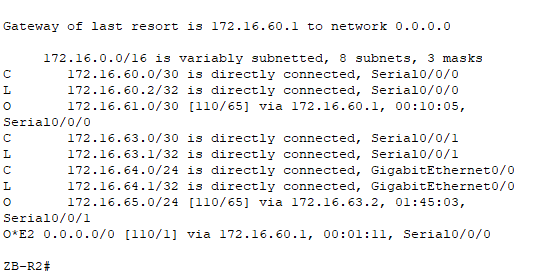 Gateway of last resort is 172.16.60.1 to network 0.0.0.0
172.16.0.0/16 is variably subnetted, 8 subnets, 3 masks
C 172.16.60.0/30 is directly connected, Serial0/0/0
L 172.16.60.2/32 is directly connected, Serial0/0/0
O 172.16.61.0/30 [110/65] via 172.16.60.1, 00:10:05,
Serial0/0/0
C 172.16.63.0/30 is directly connected, Serial0/0/1
L 172.16.63.1/32 is directly connected, Serial0/0/1
C 172.16.64.0/24 is directly connected, GigabitEthernet0/0
L 172.16.64.1/32 is directly connected, GigabitEthernet0/0
O 172.16.65.0/24 [110/65] via 172.16.63.2, 01:45:03,
Serial0/0/1
O*E2 0.0.0.0/0 [110/1] via 172.16.60.1, 00:01:11, Serial0/0/0
ZB-R2#